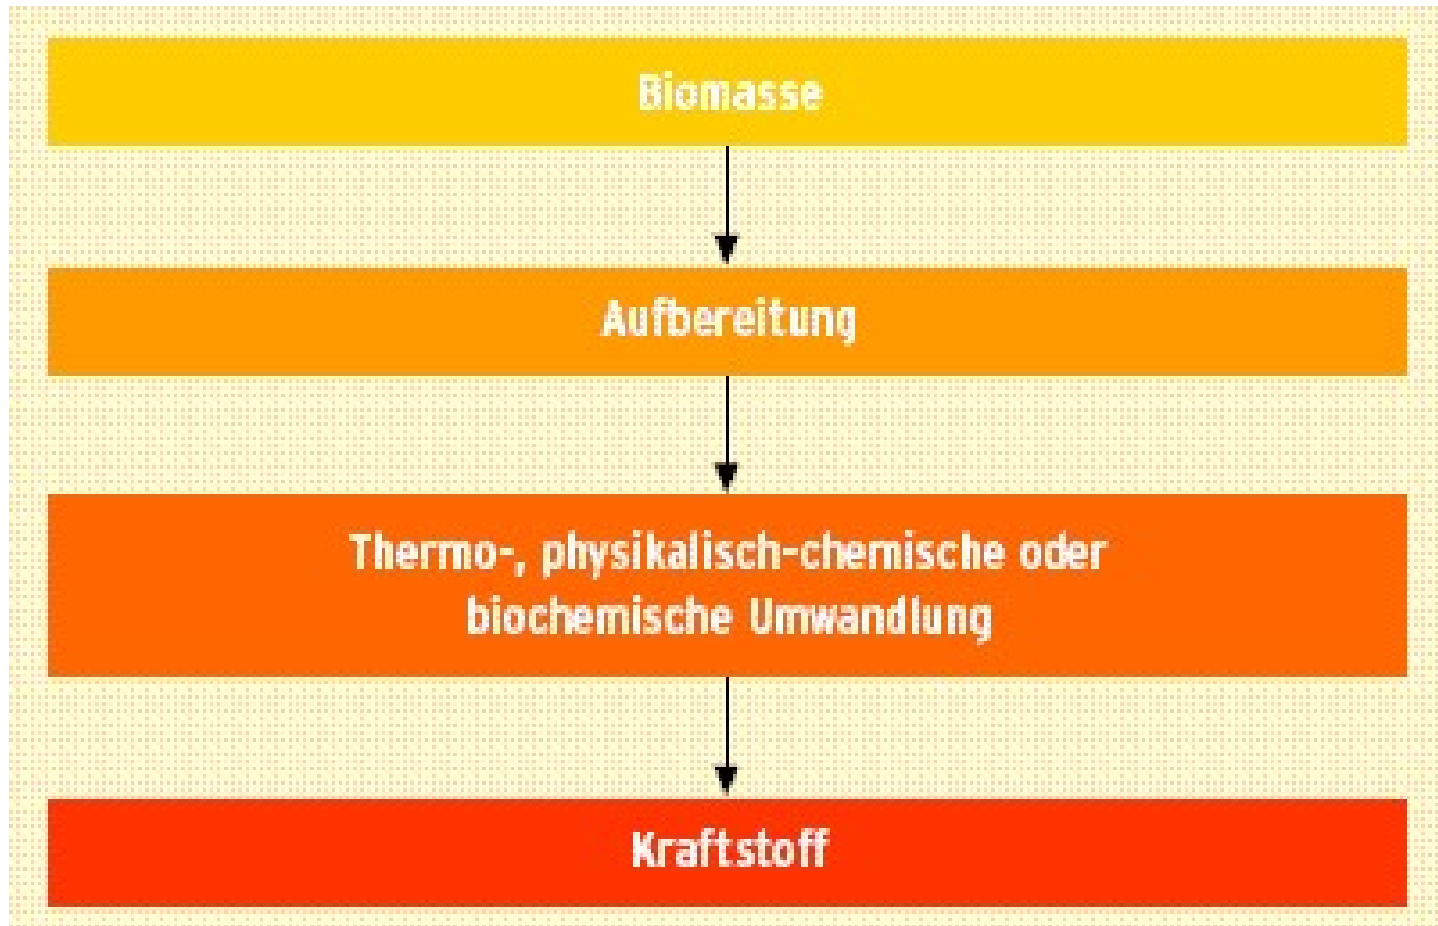 Biomasse
Aufbereitung
Thermo-, physikalisch-chemische oder
biochemische Umwandlung
Kraftstoff